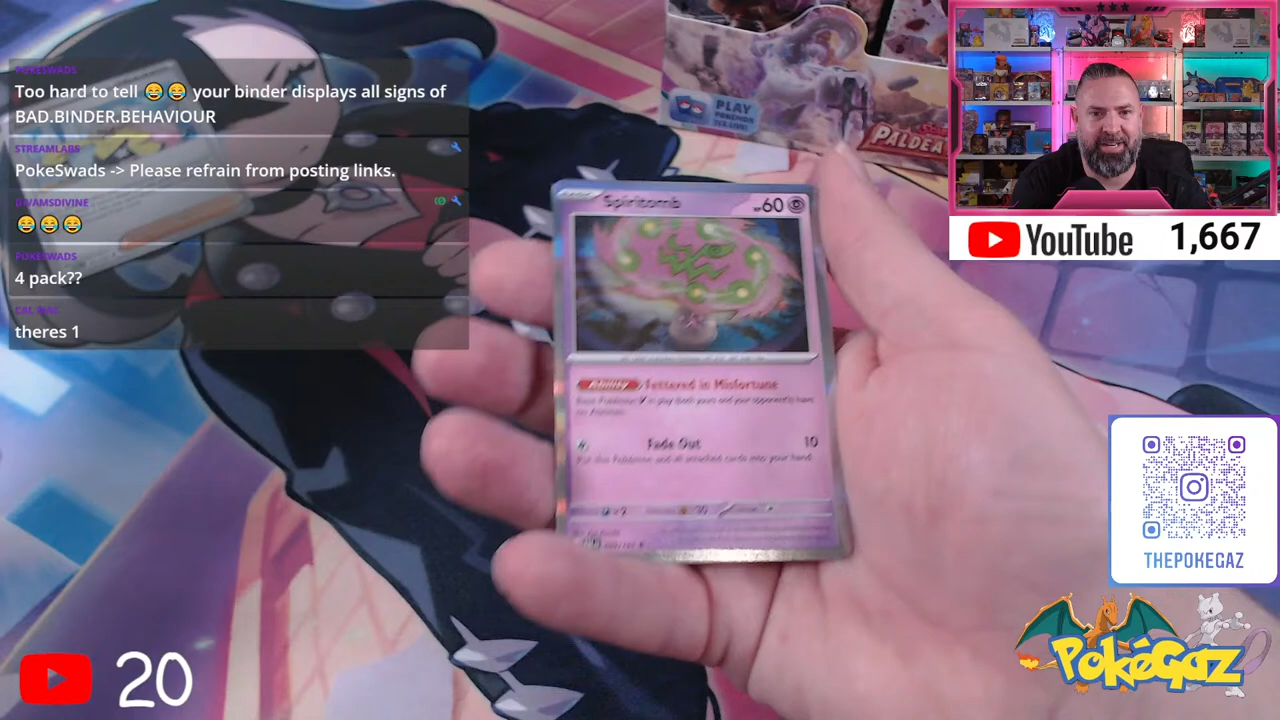 POKESWADS
Too hard to tell 😂 😂 your binder displays all signs of
BAD.BINDER.BEHAVIOUR
STREAMLABS
PokeSwads -> Please refrain from posting links.
😂 😂 😂
POKESWADS
4 pack??
theres 1
PLAY
PALDEA
Spiritomb
60
Ability Fettered in Misfortune
Fade Out 10
YouTube 1,667
THEPOKEGAZ
PokéGaz
20